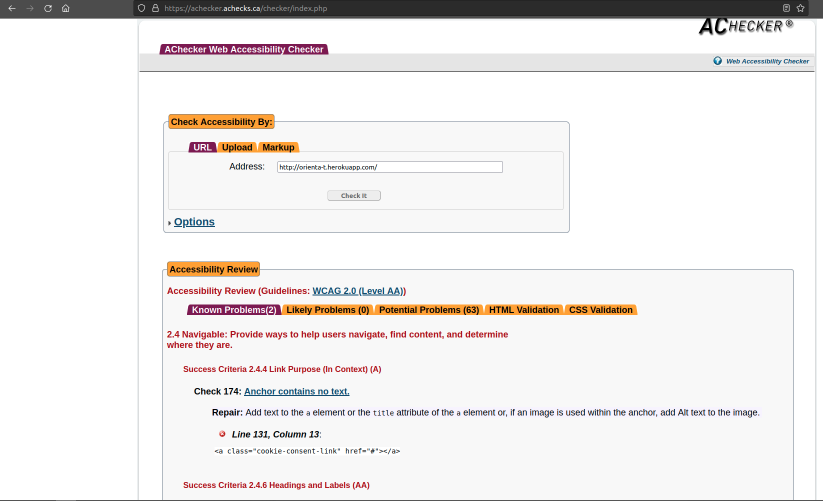 https://achecker.achecks.ca/checker/index.php
ACHECKER®
AChecker Web Accessibility Checker
Web Accessibility Checker
Check Accessibility By:
URL Upload Markup
Address: http://orienta-t.herokuapp.com/
Check It
Options
Accessibility Review
Accessibility Review (Guidelines: WCAG 2.0 (Level AA))
Known Problems(2) Likely Problems (0) Potential Problems (63) HTML Validation CSS Validation
2.4 Navigable: Provide ways to help users navigate, find content, and determine
where they are.
Success Criteria 2.4.4 Link Purpose (In Context) (A)
Check 174: Anchor contains no text.
Repair: Add text to the a element or the title attribute of the a element or, if an image is used within the anchor, add Alt text to the image.
Line 131, Column 13:
<a class="cookie-consent-link" href="#"></a>
Success Criteria 2.4.6 Headings and Labels (AA)